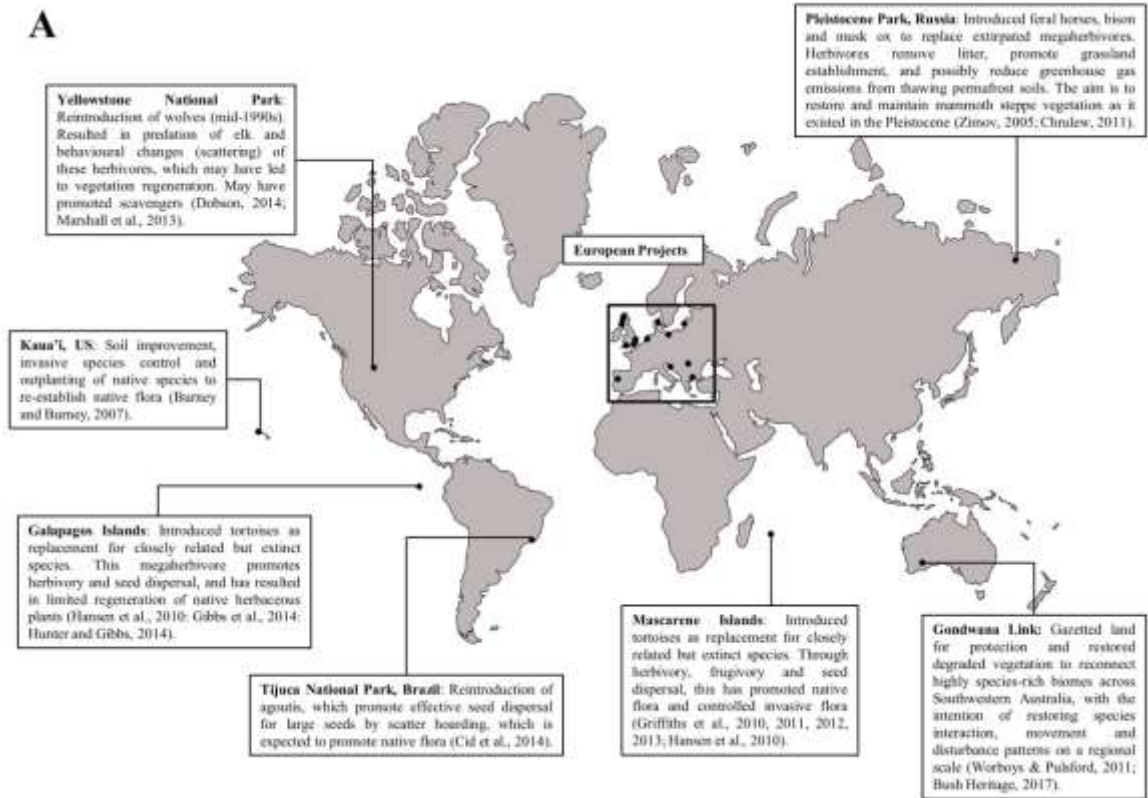 A
Pleistocene Park, Russia: Introduced feral horses, bison
and musk ox to replace extirpated megaherbivores.
Herbivores remove litter, promote grassland
establishment, and possibly reduce greenhouse gas
emissions from thawing permafrost soils. The aim is to
restore and maintain mammoth steppe vegetation as it
existed in the Pleistocene (Zimov, 2005; Chrulew, 2011).
Yellowstone National Park:
Reintroduction of wolves (mid-1990s).
Resulted in predation of elk and
behavioural changes (scattering) of
these herbivores, which may have led
to vegetation regeneration. May have
promoted scavengers (Dobson, 2014;
Marshall et al., 2013).
European Projects
Kaua'i, US: Soil improvement,
invasive species control and
outplanting of native species to
re-establish native flora (Burney
and Burney, 2007).
Galapagos Islands: Introduced tortoises as
replacement for closely related but extinct
species. This megaherbivore promotes
herbivory and seed dispersal, and has resulted
in limited regeneration of native herbaceous
plants (Hansen et al., 2010: Gibbs et al., 2014:
Hunter and Gibbs, 2014).
Tijuca National Park, Brazil: Reintroduction of
agoutis, which promote effective seed dispersal
for large seeds by scatter hoarding, which is
expected to promote native flora (Cid et al., 2014).
Mascarene Islands: Introduced
tortoises as replacement for closely
related but extinct species. Through
herbivory, frugivory and seed
dispersal, this has promoted native
flora and controlled invasive flora
(Griffiths et al., 2010, 2011, 2012,
2013; Hansen et al., 2010).
Gondwana Link: Gazetted land
for protection and restored
degraded vegetation to reconnect
highly species-rich biomes across
Southwestern Australia, with the
intention of restoring species
interaction, movement and
disturbance patterns on a regional
scale (Worboys & Pulsford, 2011;
Bush Heritage, 2017).